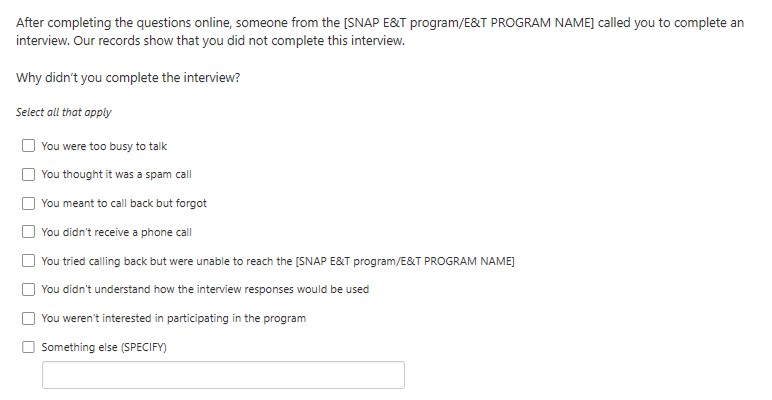 After completing the questions online, someone from the [SNAP E&T program/E&T PROGRAM NAME] called you to complete an
interview. Our records show that you did not complete this interview.
Why didn't you complete the interview?
Select all that apply
You were too busy to talk
You thought it was a spam call
You meant to call back but forgot
You didn't receive a phone call
You tried calling back but were unable to reach the [SNAP E&T program/E&T PROGRAM NAME]
You didn't understand how the interview responses would be used
You weren't interested in participating in the program
Something else (SPECIFY)